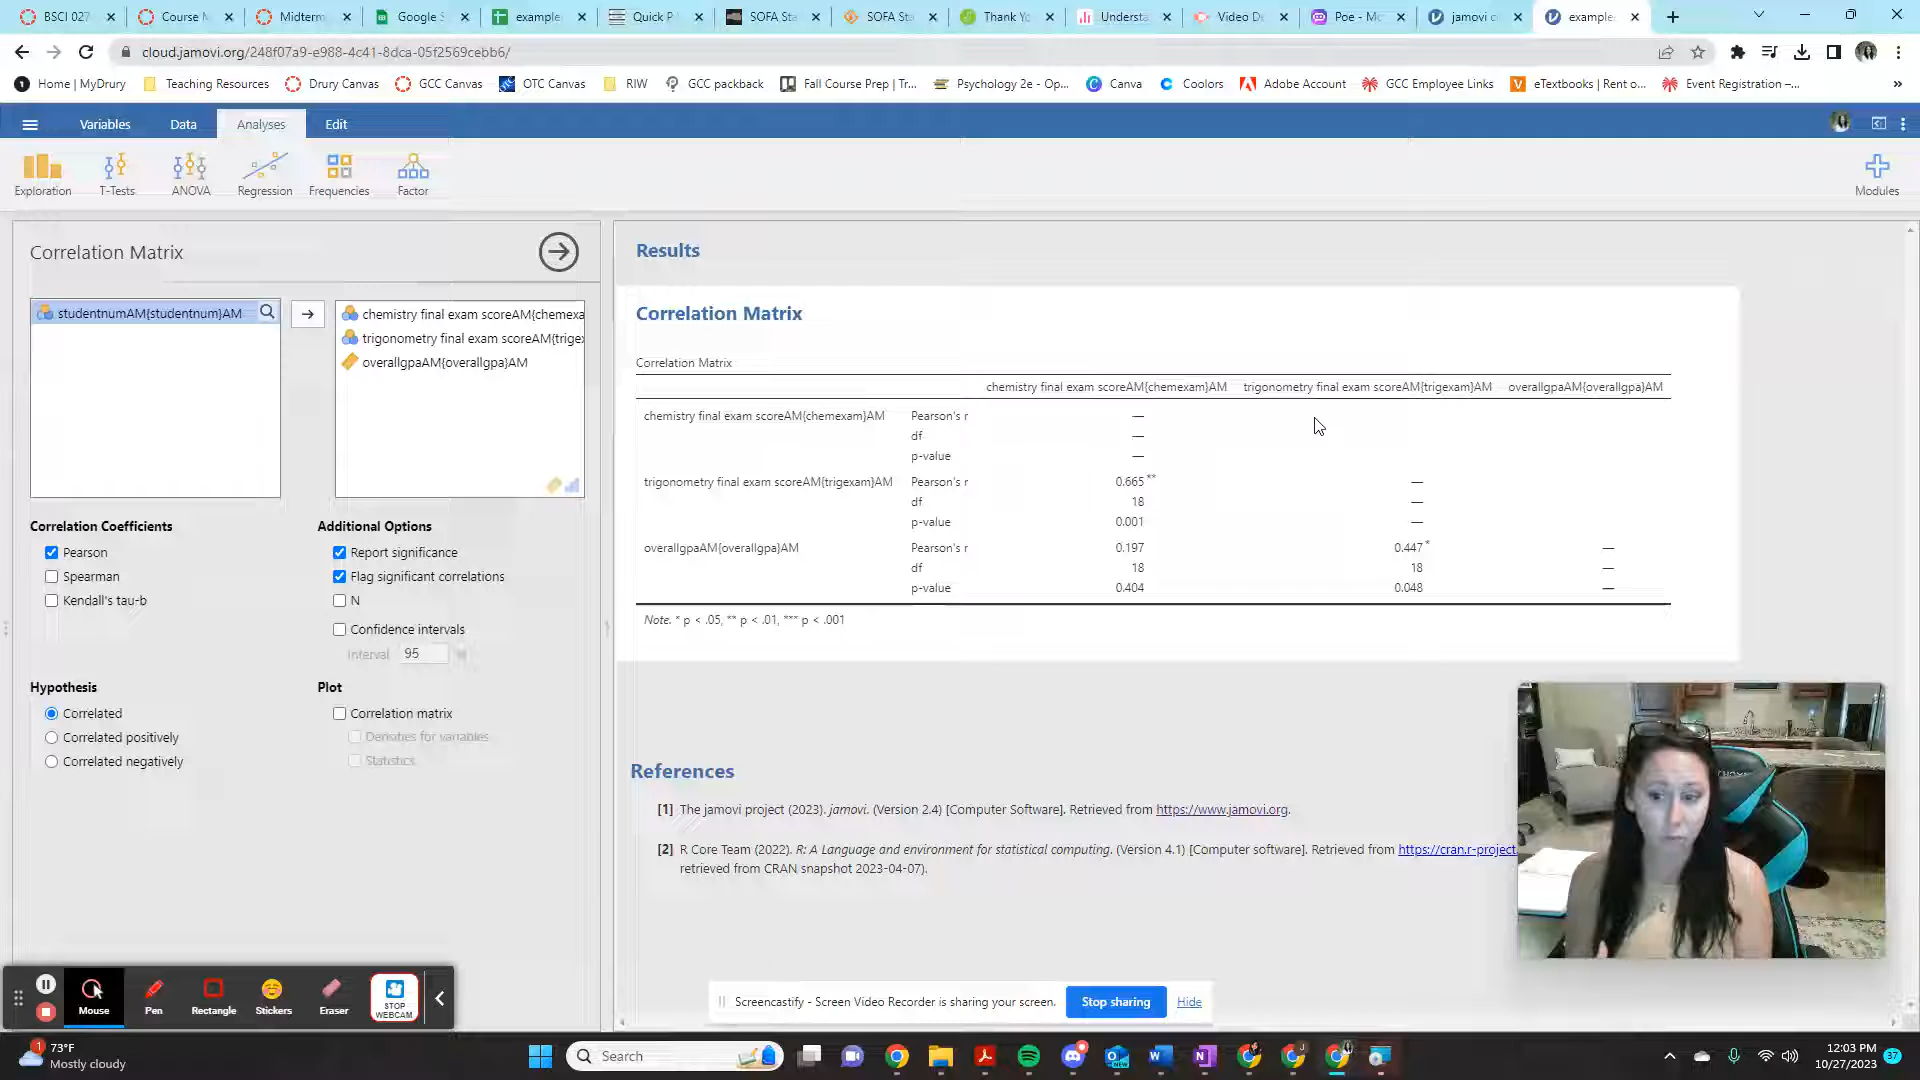 BSCI 027
Course M
Midterm
Google S
example
Quick P
SOFA Sta
SOFA Sta
Thank Yo
Understa
Video De
Poe - Mo
jamovi c
example
cloud.jamovi.org/248f07a9-e988-4c41-8dca-05f2569cebb6/
Home | MyDrury
Teaching Resources
Drury Canvas
GCC Canvas
OTC Canvas
RIW
GCC packback
Fall Course Prep | Tr...
Psychology 2e - Op...
Canva
Coolors
Adobe Account
GCC Employee Links
eTextbooks | Rent o...
Event Registration –...
Variables
Data
Analyses
Edit
Exploration
T-Tests
ANOVA
Regression
Frequencies
Factor
Modules
Correlation Matrix
studentnumAM{studentnum}AM
chemistry final exam scoreAM{chemexa
trigonometry final exam scoreAM{trigex
overallgpaAM{overallgpa}AM
Correlation Coefficients
Pearson
Spearman
Kendall's tau-b
Additional Options
Report significance
Flag significant correlations
N
Confidence intervals
Interval 95 %
Hypothesis
Correlated
Correlated positively
Correlated negatively
Plot
Correlation matrix
Densities for variables
Statistics
Results
Correlation Matrix
Correlation Matrix
chemistry final exam scoreAM{chemexam}AM trigonometry final exam scoreAM{trigexam}AM overallgpaAM{overallgpa}AM
chemistry final exam scoreAM{chemexam}AM Pearson's r —
df —
p-value —
trigonometry final exam scoreAM{trigexam}AM Pearson's r 0.665 ** —
df 18 —
p-value 0.001 —
overallgpaAM{overallgpa}AM Pearson's r 0.197 0.447 * —
df 18 18 —
p-value 0.404 0.048 —
Note. * p < .05, ** p < .01, *** p < .001
References
[1] The jamovi project (2023). jamovi. (Version 2.4) [Computer Software]. Retrieved from https://www.jamovi.org.
[2] R Core Team (2022). R: A Language and environment for statistical computing. (Version 4.1) [Computer software]. Retrieved from https://cran.r-project.
retrieved from CRAN snapshot 2023-04-07).
Mouse
Pen
Rectangle
Stickers
Eraser
STOP
WEBCAM
Screencastify - Screen Video Recorder is sharing your screen.
Stop sharing
Hide
1
73°F
Mostly cloudy
Search
12:03 PM
10/27/2023
37